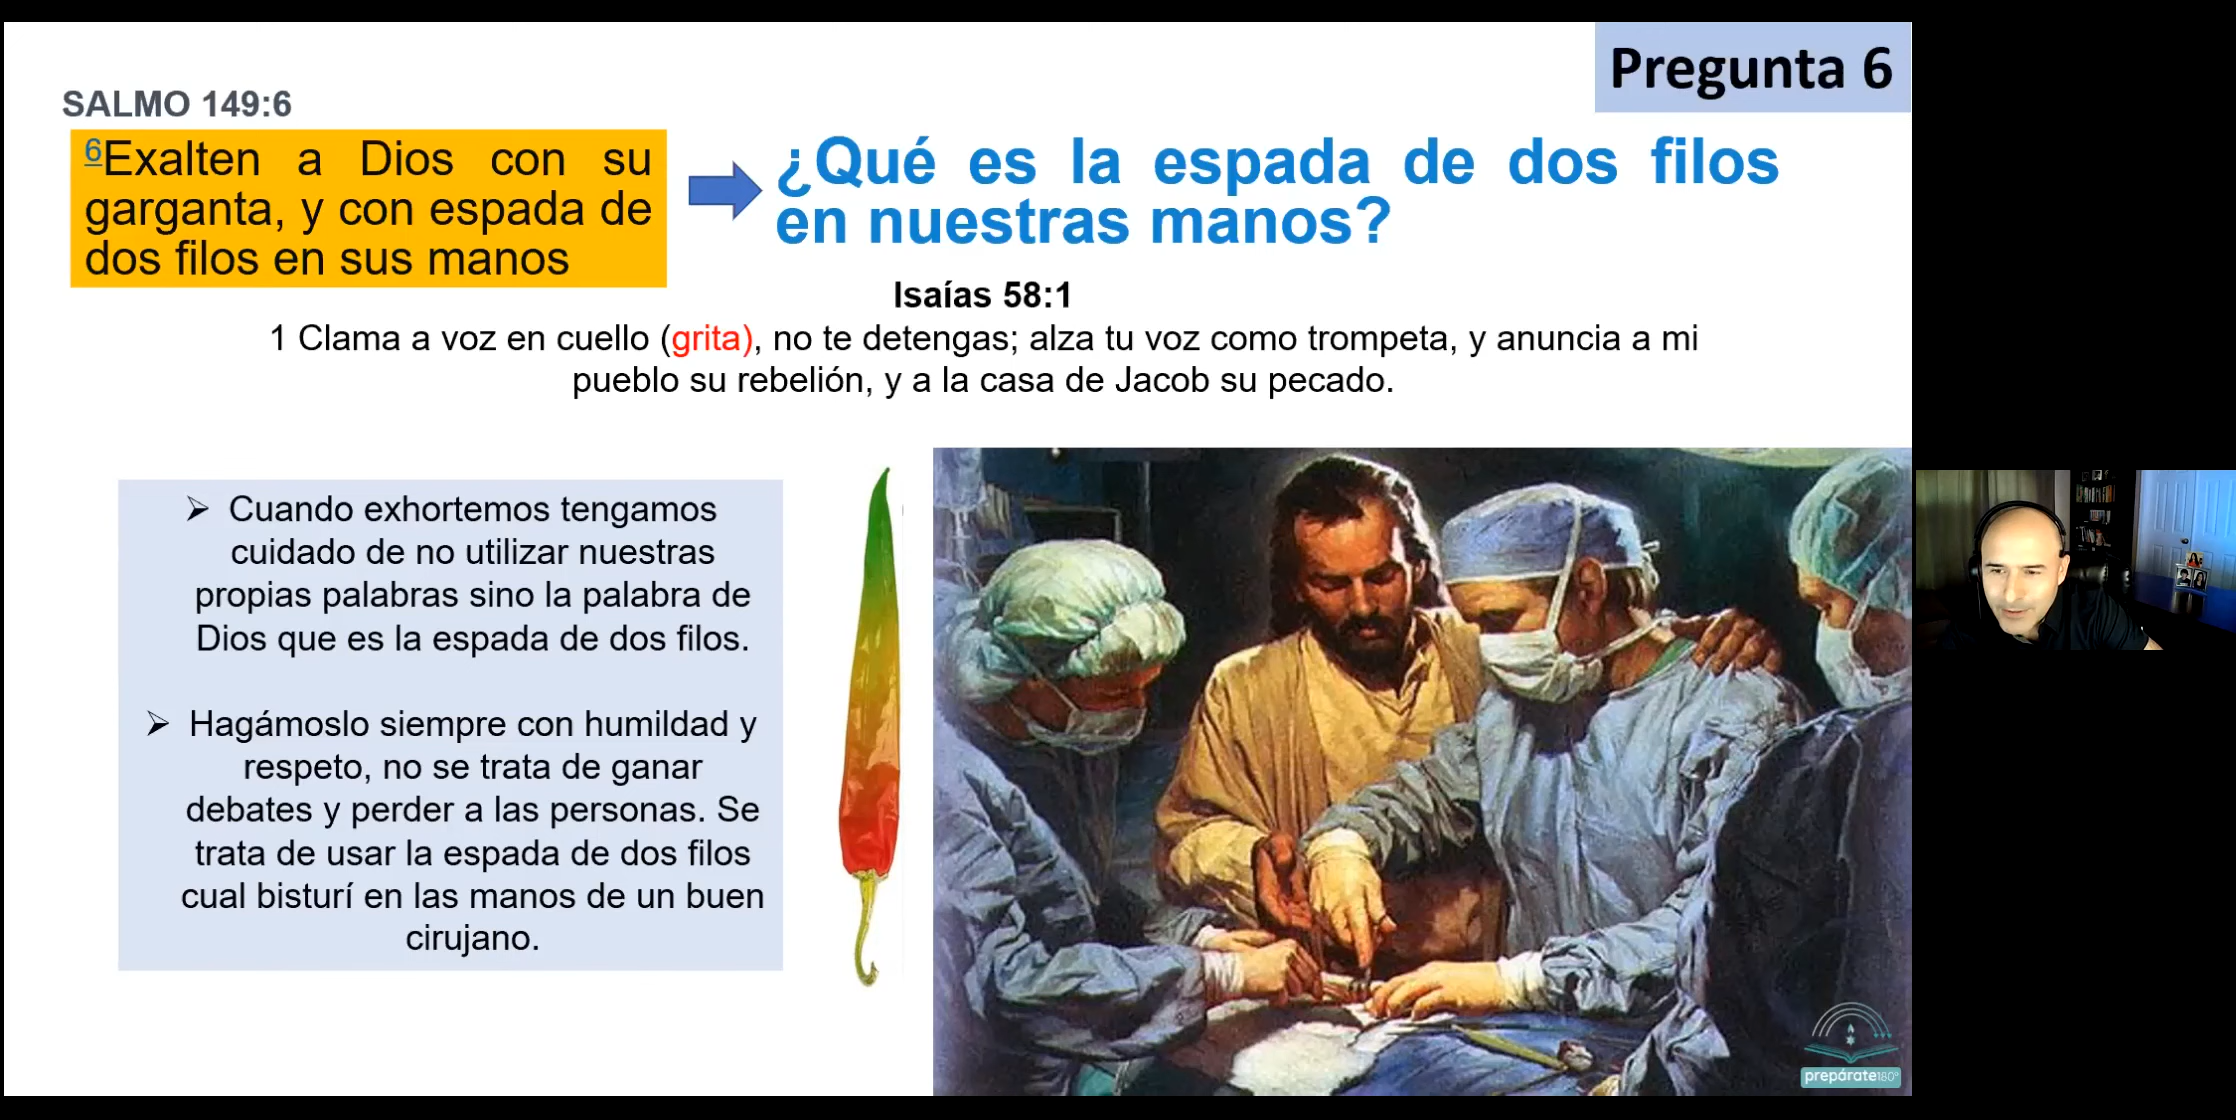 Pregunta 6
SALMO 149:6
6Exalten a Dios con su
garganta, y con espada de
dos filos en sus manos
¿Qué es la espada de dos filos
en nuestras manos?
Isaías 58:1
1 Clama a voz en cuello (grita), no te detengas; alza tu voz como trompeta, y anuncia a mi
pueblo su rebelión, y a la casa de Jacob su pecado.
➢ Cuando exhortemos tengamos
cuidado de no utilizar nuestras
propias palabras sino la palabra de
Dios que es la espada de dos filos.
➢ Hagámoslo siempre con humildad y
respeto, no se trata de ganar
debates y perder a las personas. Se
trata de usar la espada de dos filos
cual bisturí en las manos de un buen
cirujano.
prepárate180°